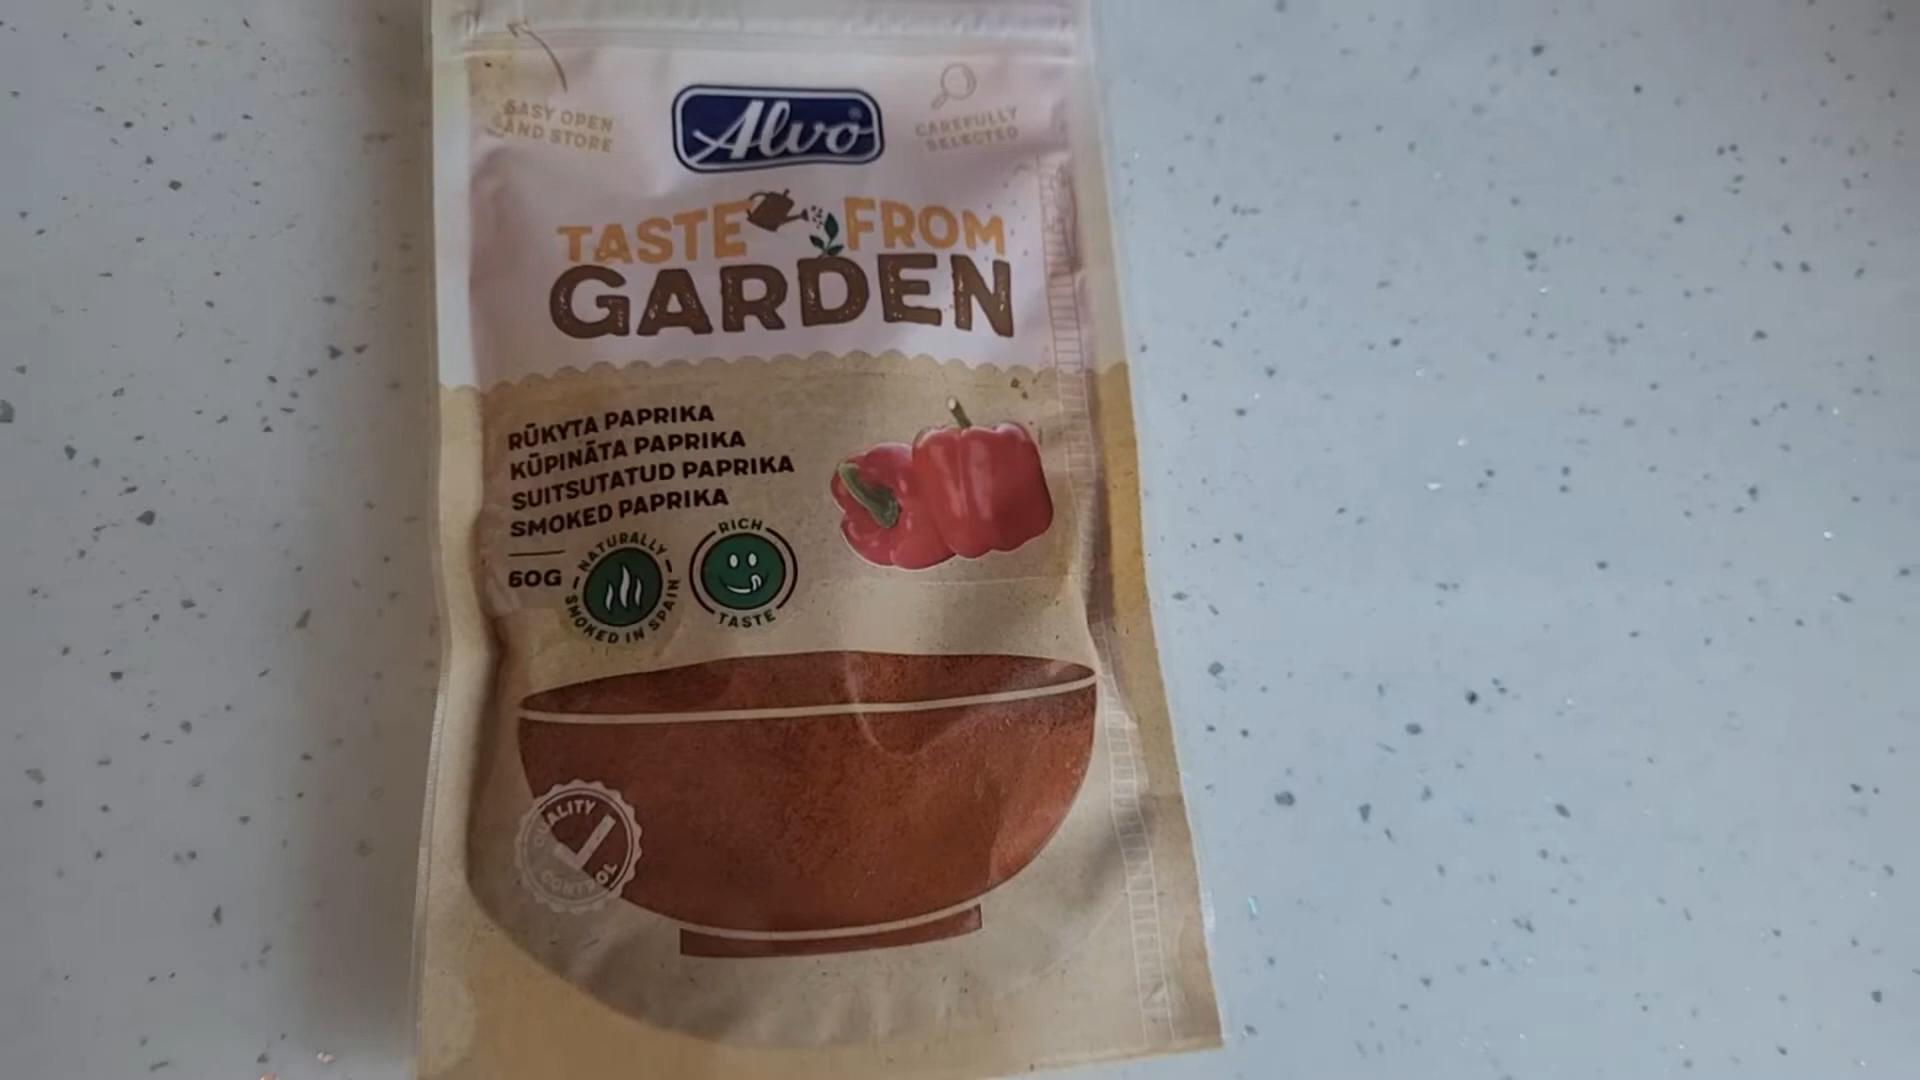 EASY OPEN
AND STORE
Alvo®
CAREFULLY
SELECTED
TASTE FROM
GARDEN
RŪKYTA PAPRIKA
KŪPINĀTA PAPRIKA
SUITSUTATUD PAPRIKA
SMOKED PAPRIKA
60G
NATURALLY
SMOKED IN SPAIN
RICH
TASTE
QUALITY
CONTROL